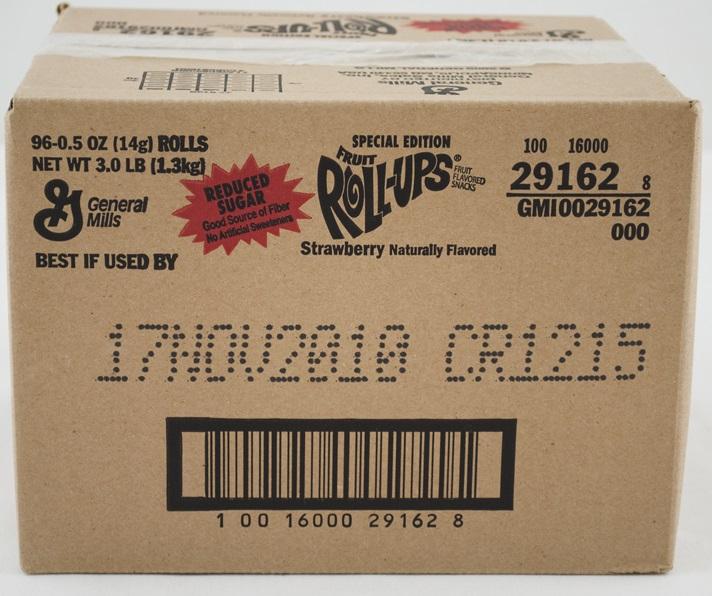 96-0.5 OZ (14g) ROLLS
NET WT 3.0 LB (1.3kg)
General
Mills
BEST IF USED BY
REDUCED
SUGAR
Good Source of Fiber
No Artificial Sweeteners
SPECIAL EDITION
FRUIT
ROLL-UPS®
FRUIT
FLAVORED
SNACKS
Strawberry Naturally Flavored
100 16000
29162 8
GMI0029162
000
17NOV2010 CR1215
1 00 16000 29162 8